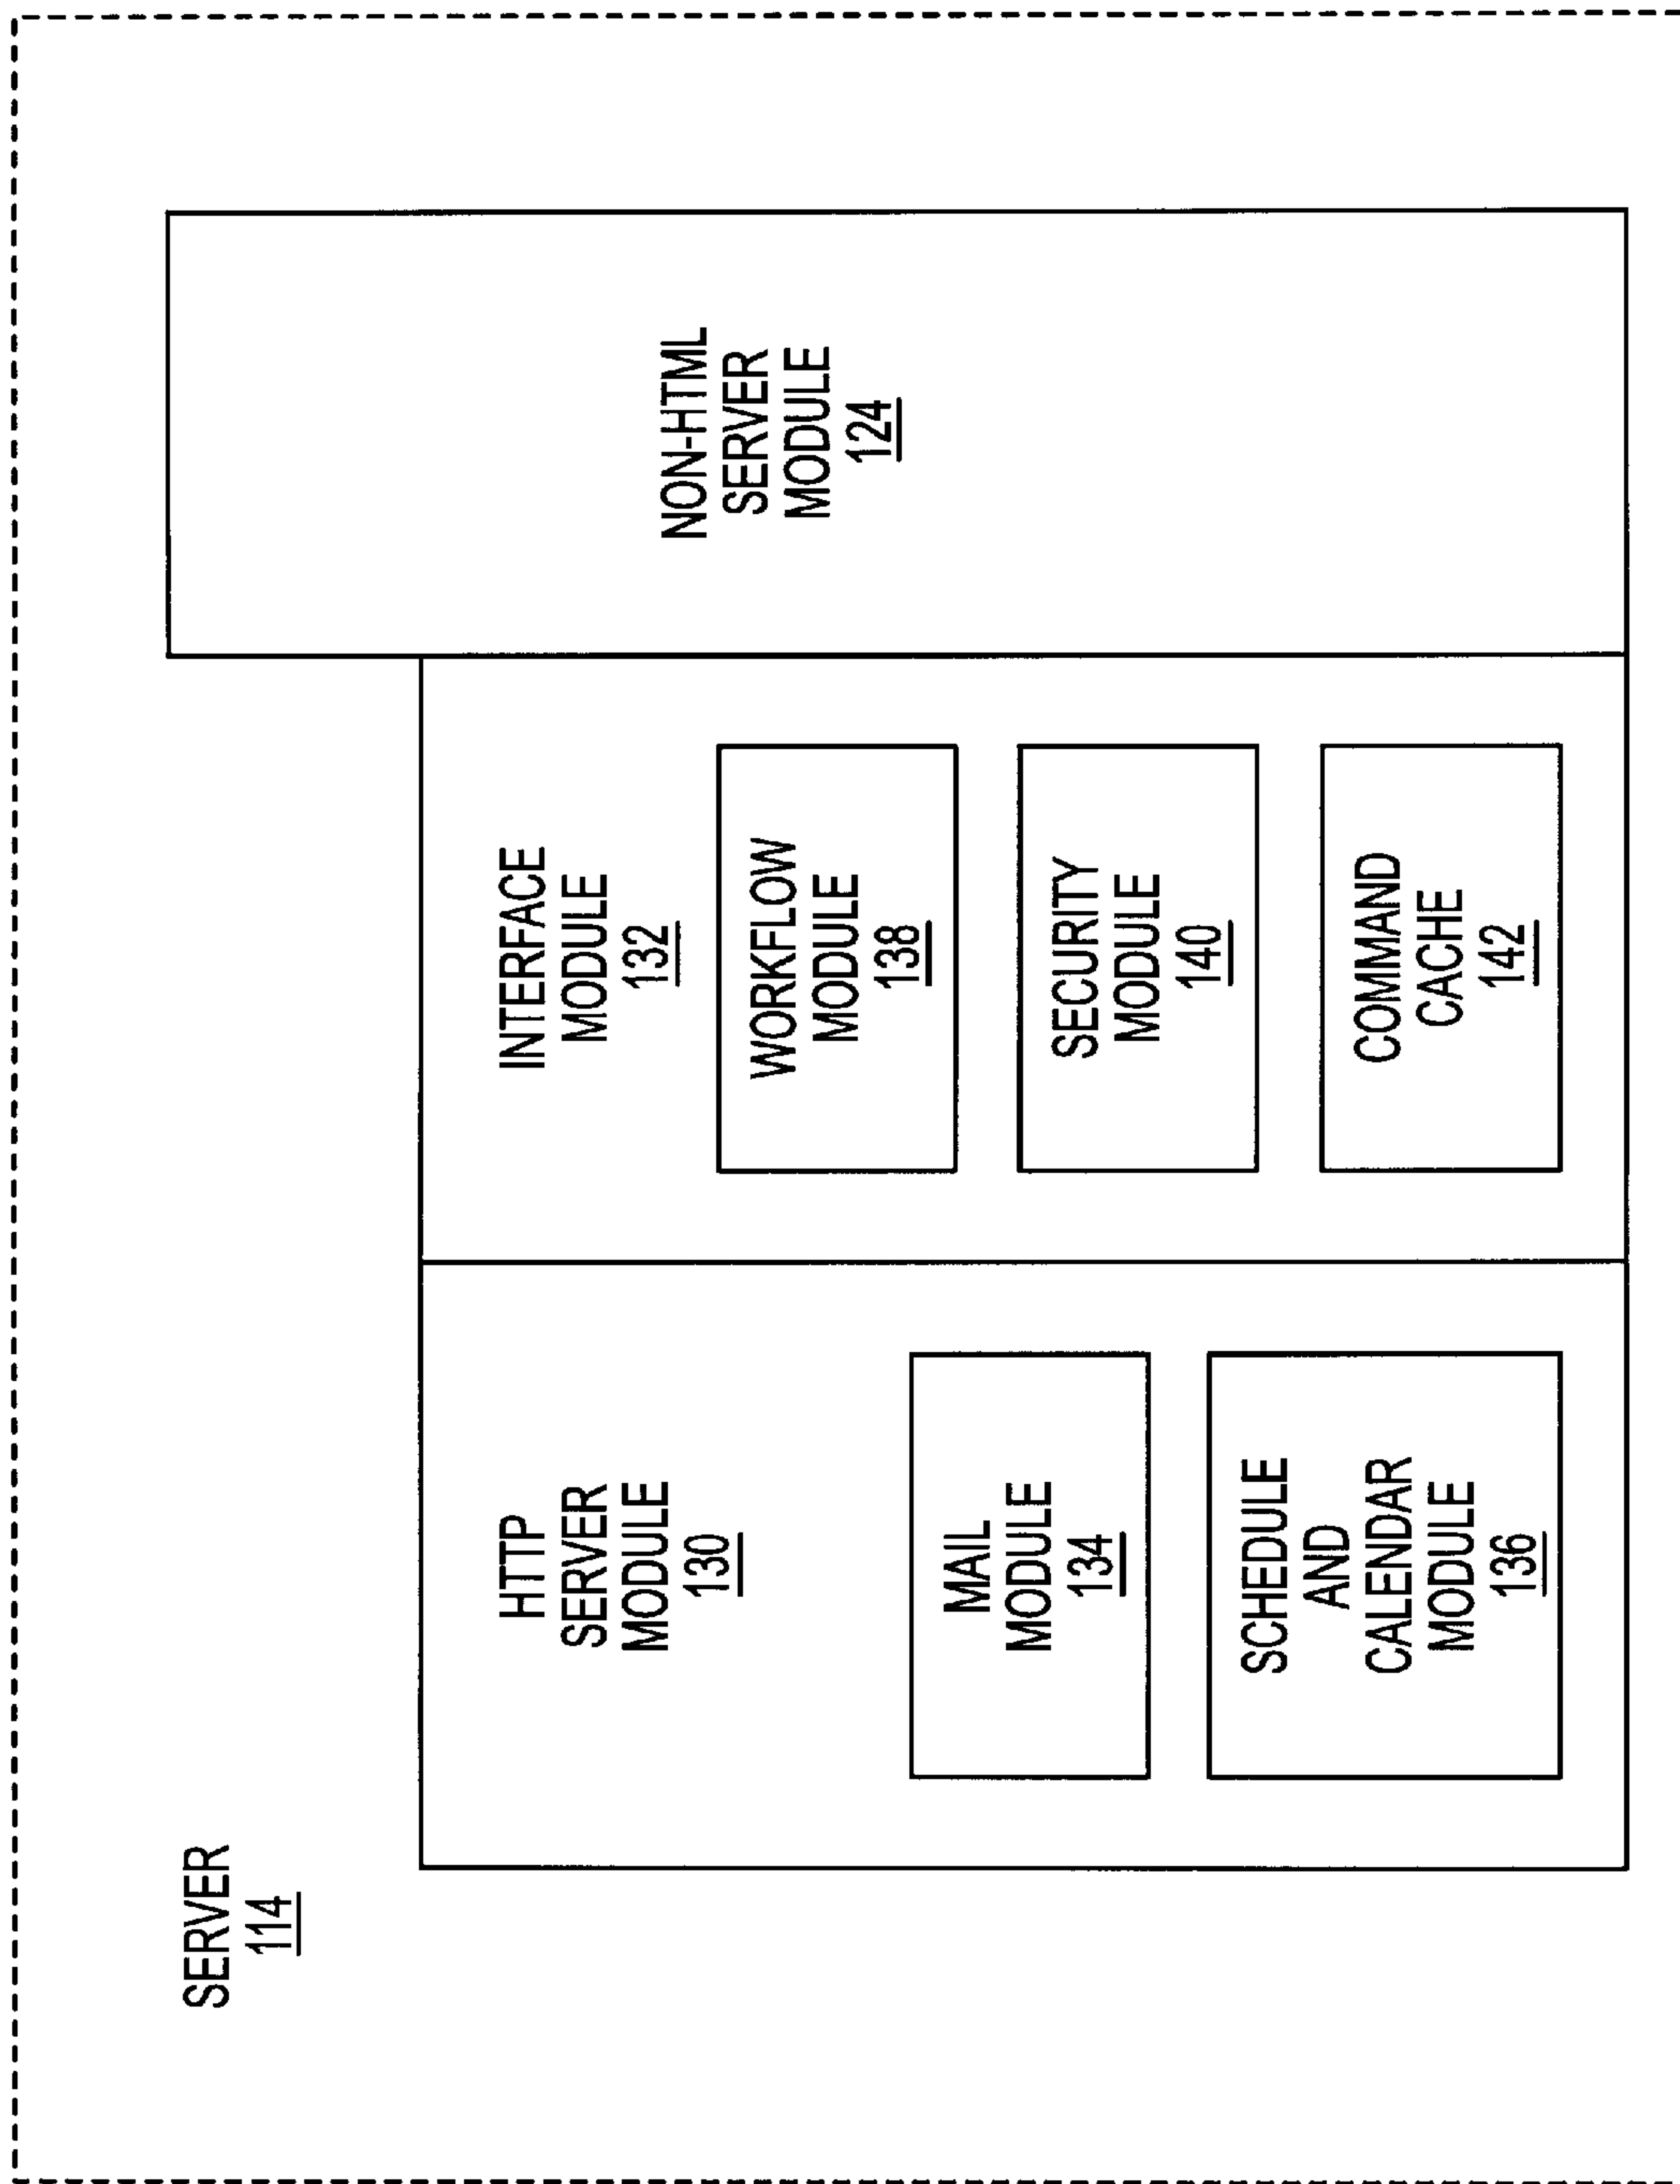 SERVER
114
HTTP
SERVER
MODULE
130
MAIL
MODULE
134
SCHEDULE
AND
CALENDAR
MODULE
136
INTERFACE
MODULE
132
WORKFLOW
MODULE
138
SECURITY
MODULE
140
COMMAND
CACHE
142
NON-HTML
SERVER
MODULE
124